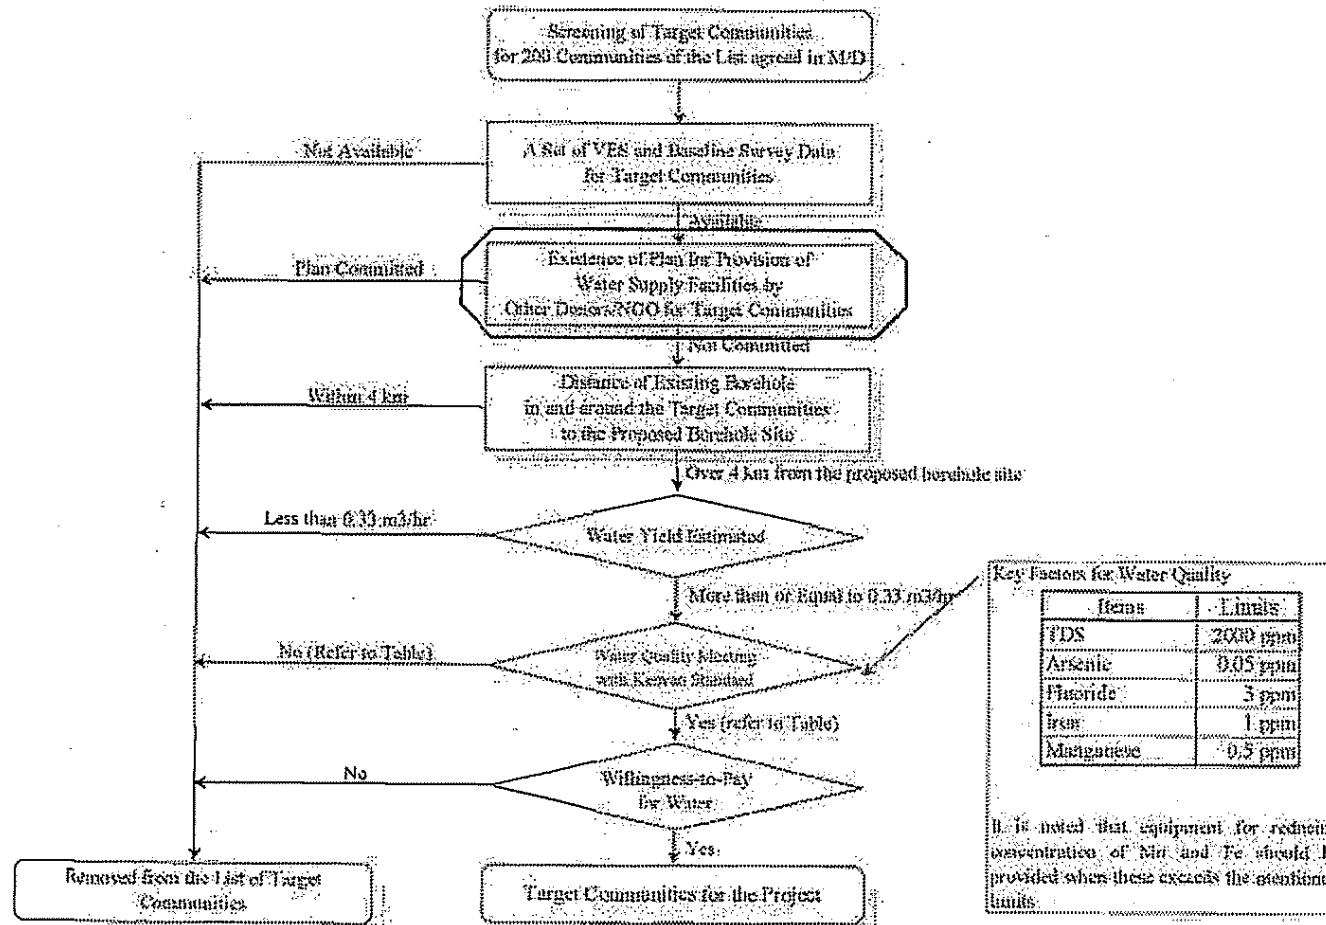 Screening of Target Communities
for 200 Communities of the List agreed in M/D
Not Available
A Set of VES and Baseline Survey Data
for Target Communities
Available
Plan Committed
Existence of Plan for Provision of
Water Supply Facilities by
Other Donors/NGO for Target Communities
Not Committed
Within 4 km
Distance of Existing Borehole
in and around the Target Communities
to the Proposed Borehole Site
Over 4 km from the proposed borehole site
Less than 0.33 m3/hr
Water Yield Estimated
More then or Equal to 0.33 m3/hr
No (Refer to Table)
Water Quality Meeting
with Kenyan Standard
Yes (refer to Table)
No
Willingness-to-Pay
for Water
Yes
Removed from the List of Target
Communities
Target Communities for the Project
Key Factors for Water Quality
Items Limits
TDS 2000 ppm
Arsenic 0.05 ppm
Fluoride 3 ppm
Iron 1 ppm
Manganese 0.5 ppm
It is noted that equipment for reducin
concentration of Mn and Fe should b
provided when these exceeds the mentione
limits.